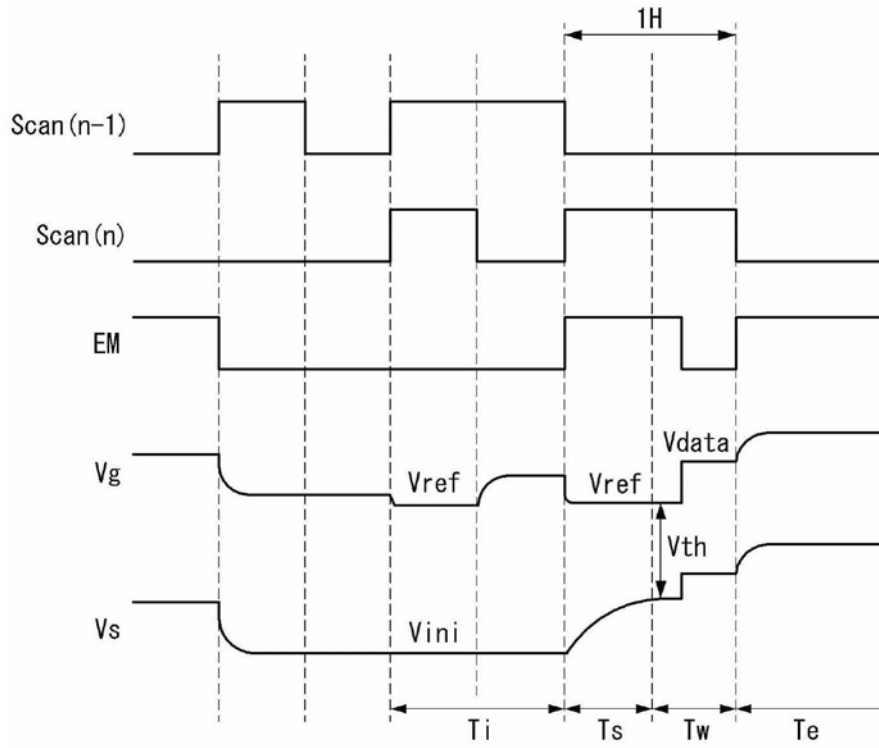 1H
Scan(n-1)
Scan(n)
EM
Vdata
Vg
Vref
Vref
Vth
Vs
Vini
Ti
Ts
Tw
Te